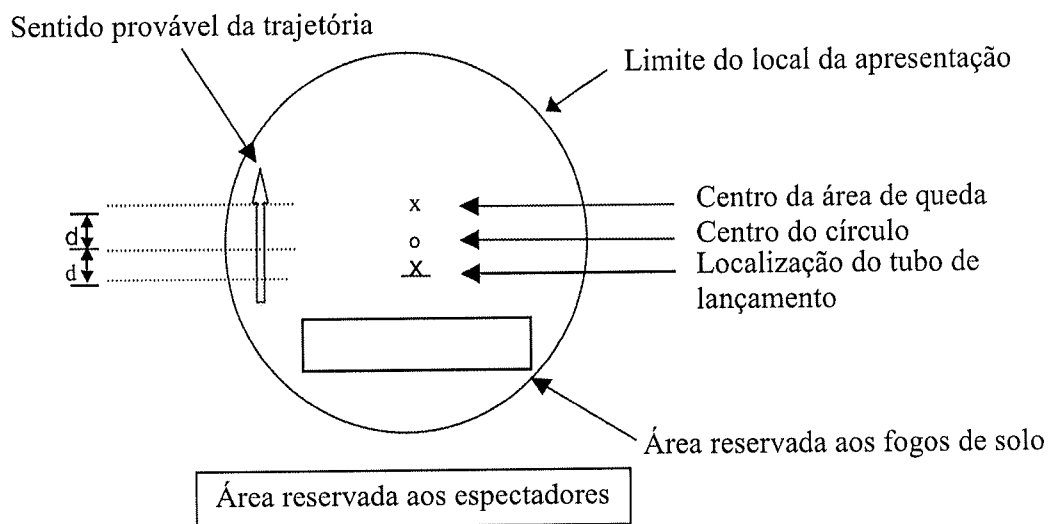 Sentido provável da trajetória
Limite do local da apresentação
x
Centro da área de queda
d
o
Centro do círculo
d
X
Localização do tubo de
lançamento
Área reservada aos fogos de solo
Área reservada aos espectadores